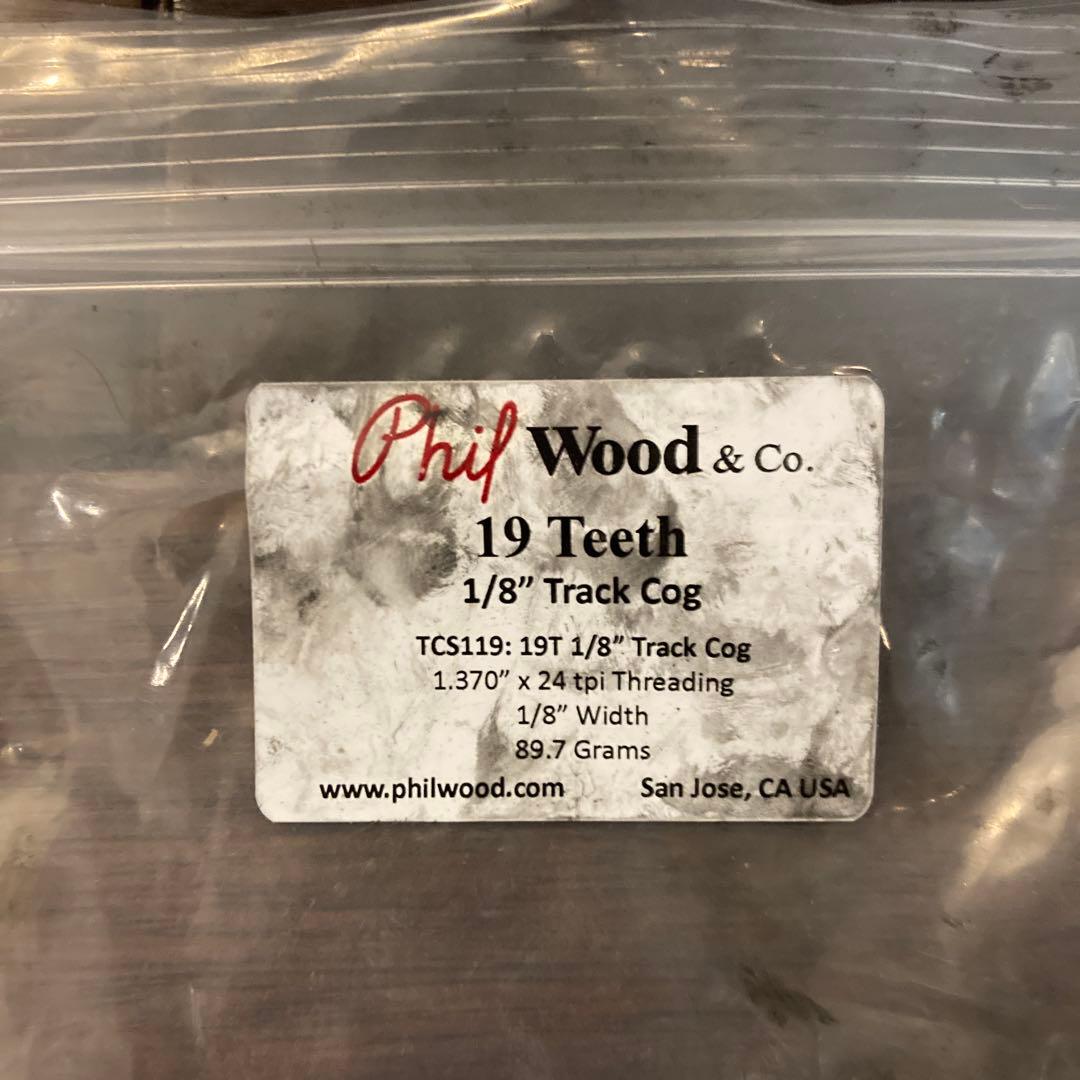 Phil Wood & Co.
19 Teeth
1/8” Track Cog
TCS119: 19T 1/8” Track Cog
1.370” x 24 tpi Threading
1/8” Width
89.7 Grams
www.philwood.com San Jose, CA USA